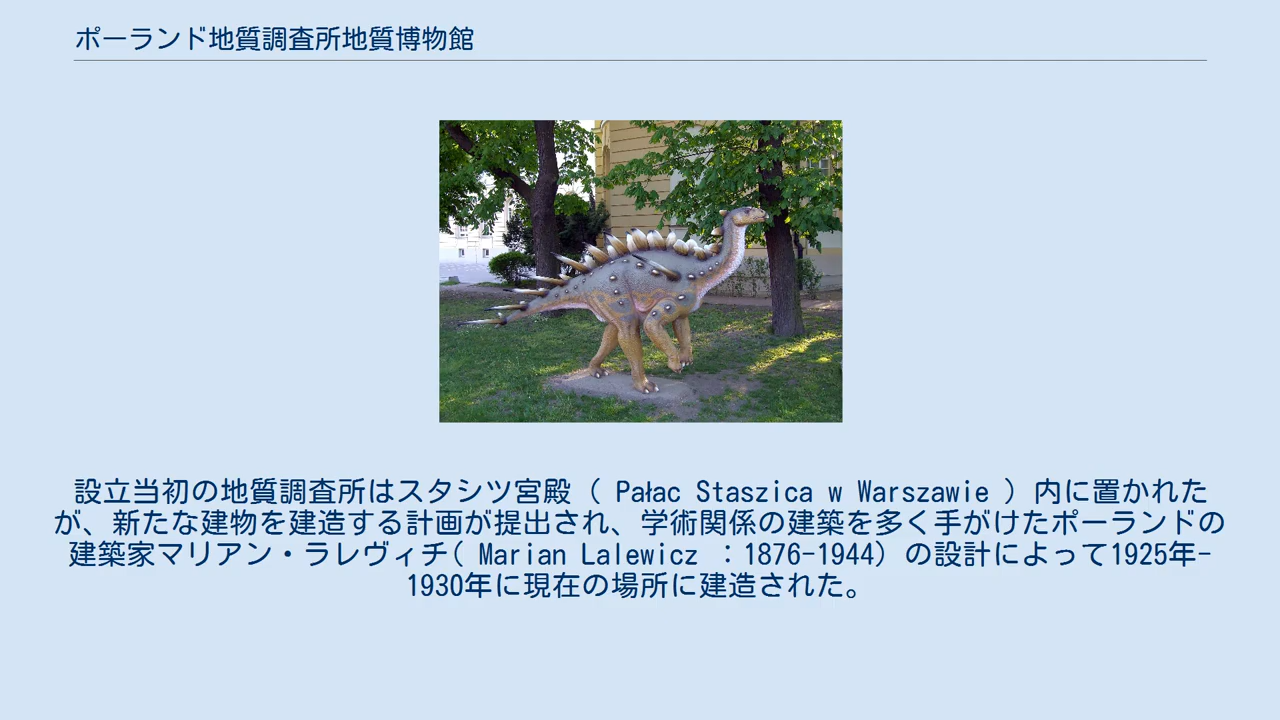 ポーランド地質調査所地質博物館
設立当初の地質調査所はスタシツ宮殿 ( Pałac Staszica w Warszawie ) 内に置かれた
が、新たな建物を建造する計画が提出され、学術関係の建築を多く手がけたポーランドの
建築家マリアン・ラレヴィチ( Marian Lalewicz :1876-1944) の設計によって1925年-
1930年に現在の場所に建造された。